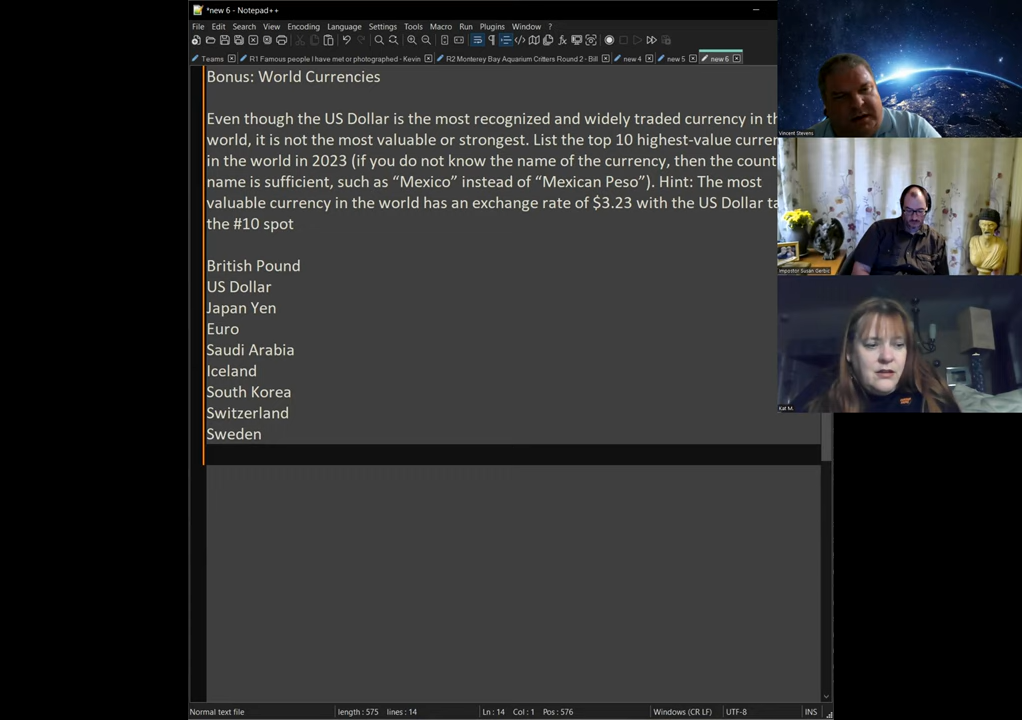 *new 6 - Notepad++
File Edit Search View Encoding Language Settings Tools Macro Run Plugins Window ?
Teams R1 Famous people I have met or photographed - Kevin R2 Monterey Bay Aquarium Critters Round 2 - Bill new 4 new 5 new 6
Bonus: World Currencies
Even though the US Dollar is the most recognized and widely traded currency in th
world, it is not the most valuable or strongest. List the top 10 highest-value curren
in the world in 2023 (if you do not know the name of the currency, then the count
name is sufficient, such as “Mexico” instead of “Mexican Peso”). Hint: The most
valuable currency in the world has an exchange rate of $3.23 with the US Dollar ta
the #10 spot
British Pound
US Dollar
Japan Yen
Euro
Saudi Arabia
Iceland
South Korea
Switzerland
Sweden
Vincent Stevens
Impostor Susan Gerbic
Kat M.
Normal text file length : 575 lines : 14 Ln : 14 Col : 1 Pos : 576 Windows (CR LF) UTF-8 INS